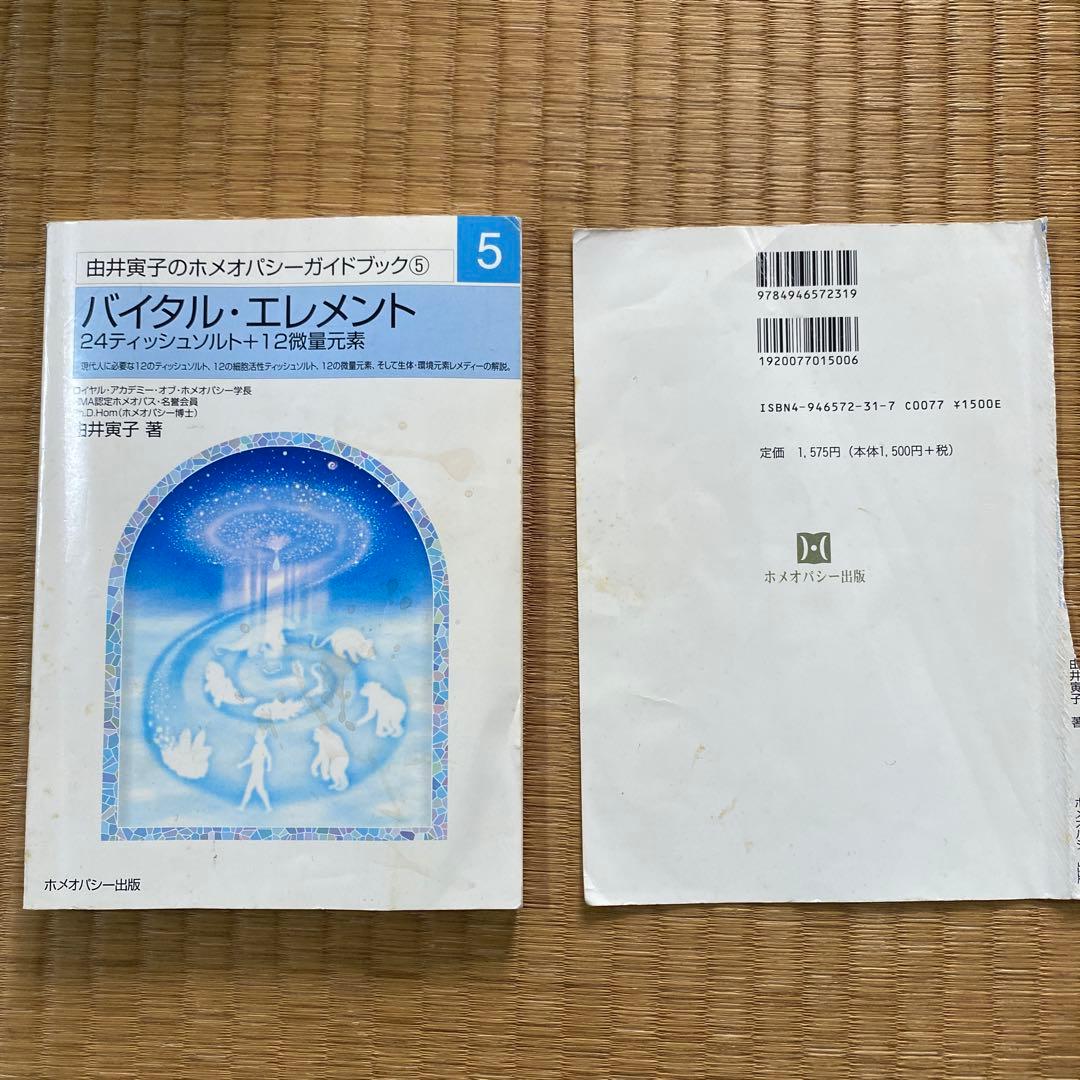 由井寅子のホメオパシーガイドブック⑤
5
バイタル・エレメント
24ティッシュソルト+12微量元素
現代人に必要な12のティッシュソルト、12の細胞活性ティッシュソルト、12の微量元素、そして生体・環境元素レメディーの解説。
ロイヤル・アカデミー・オブ・ホメオパシー学長
MA認定ホメオパス・名誉会員
h.D.Hom(ホメオパシー博士)
由井寅子 著
ホメオパシー出版
9784946572319
1920077015006
ISBN4-946572-31-7 C0077 ¥1500E
定価 1,575円(本体1,500円+税)
ホメオパシー出版
由井寅子 著